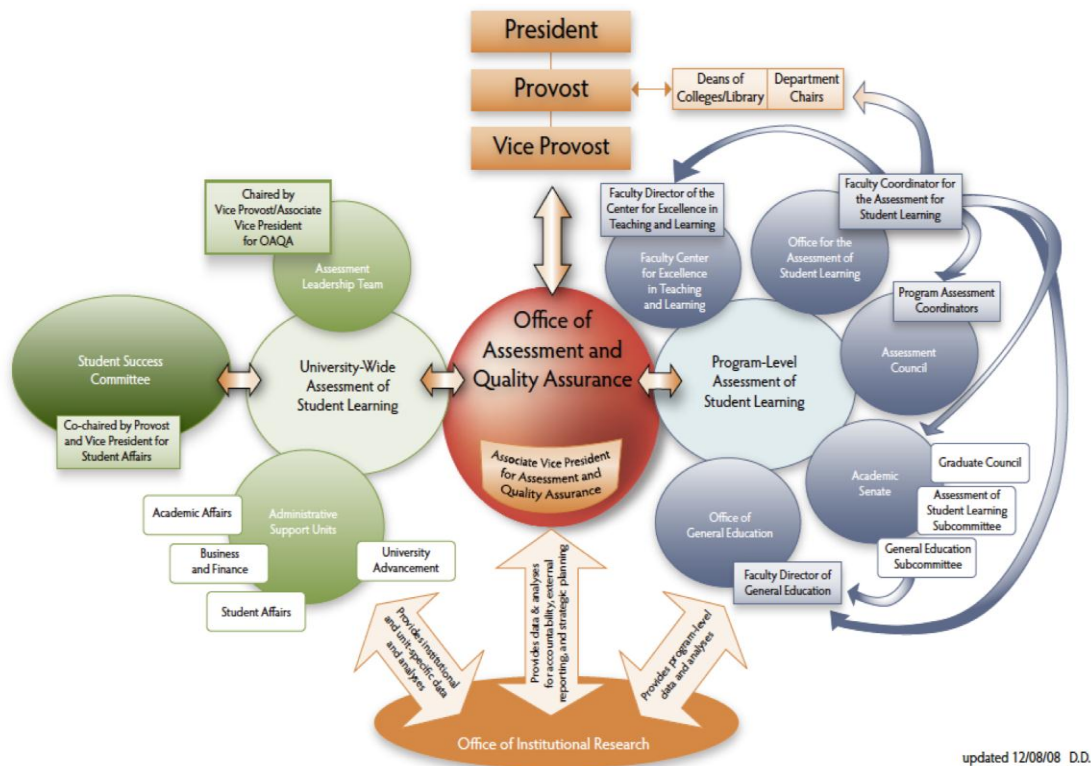 President
Provost
Vice Provost
Deans of
Colleges/Library
Department
Chairs
Chaired by
Vice Provost/Associate
Vice President
for OAQA
Assessment
Leadership Team
Faculty Director of the
Center for Excellence in
Teaching and Learning
Faculty Center
for Excellence
in Teaching
and Learning
Faculty Coordinator for
the Assessment for
Student Learning
Office for the
Assessment of
Student Learning
Program Assessment
Coordinators
Assessment
Council
Student Success
Committee
Co-chaired by Provost
and Vice President for
Student Affairs
University-Wide
Assessment of
Student Learning
Office of
Assessment and
Quality Assurance
Associate Vice President
for Assessment and
Quality Assurance
Program-Level
Assessment of
Student Learning
Academic
Senate
Graduate Council
Assessment of
Student Learning
Subcommittee
General Education
Subcommittee
Office of
General Education
Faculty Director of
General Education
Administrative
Support Units
Academic Affairs
Business
and Finance
University
Advancement
Student Affairs
Provides institutional
and unit-specific data
and analyses
Provides data & analyses
for accountability, external
reporting, and strategic planning
Provides program-level
data and analyses
Office of Institutional Research
updated 12/08/08 D.D.